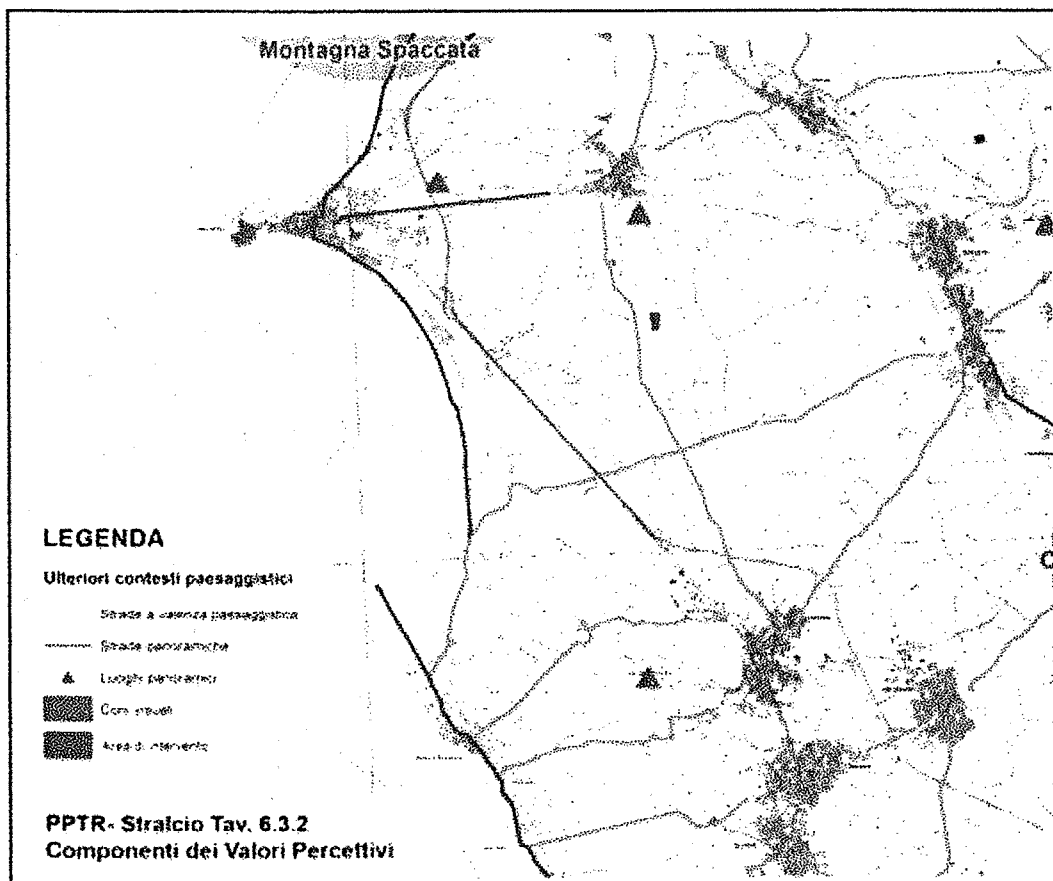 Montagna Spaccata
C
LEGENDA
Ulteriori contesti paesaggistici
Strade a valenza paesaggistica
Strade panoramiche
Luoghi panoramici
Coni visuali
Area di intervento
PPTR- Stralcio Tav. 6.3.2
Componenti dei Valori Percettivi